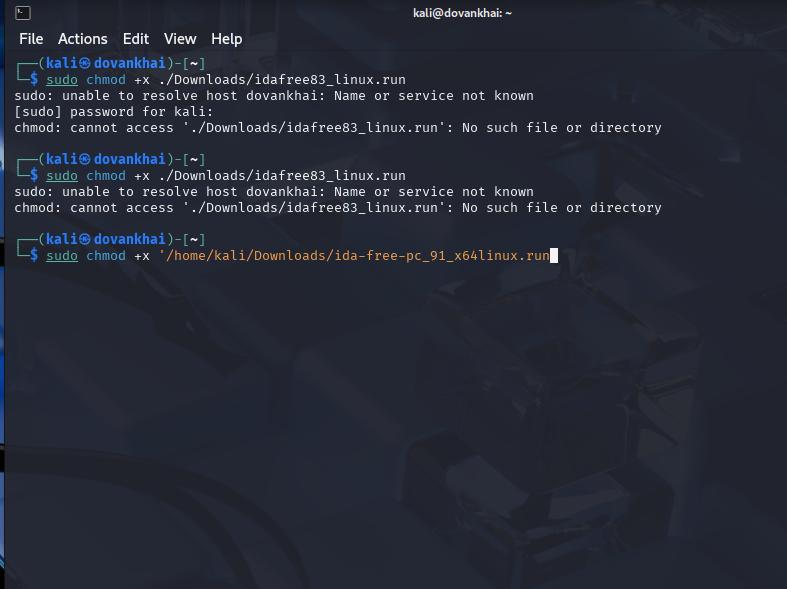 kali@dovankhai: ~
File Actions Edit View Help
┌──(kali㉿dovankhai)-[~]
└─$ sudo chmod +x ./Downloads/idafree83_linux.run
sudo: unable to resolve host dovankhai: Name or service not known
[sudo] password for kali:
chmod: cannot access './Downloads/idafree83_linux.run': No such file or directory
┌──(kali㉿dovankhai)-[~]
└─$ sudo chmod +x ./Downloads/idafree83_linux.run
sudo: unable to resolve host dovankhai: Name or service not known
chmod: cannot access './Downloads/idafree83_linux.run': No such file or directory
┌──(kali㉿dovankhai)-[~]
└─$ sudo chmod +x '/home/kali/Downloads/ida-free-pc_91_x64linux.run